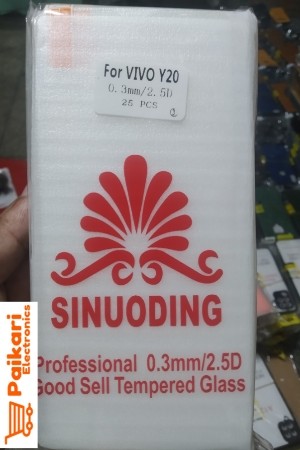 For VIVO Y20
0.3mm/2.5D
25 PCS
SINUODING
Professional 0.3mm/2.5D
Good Sell Tempered Glass
Paikari
Electronics